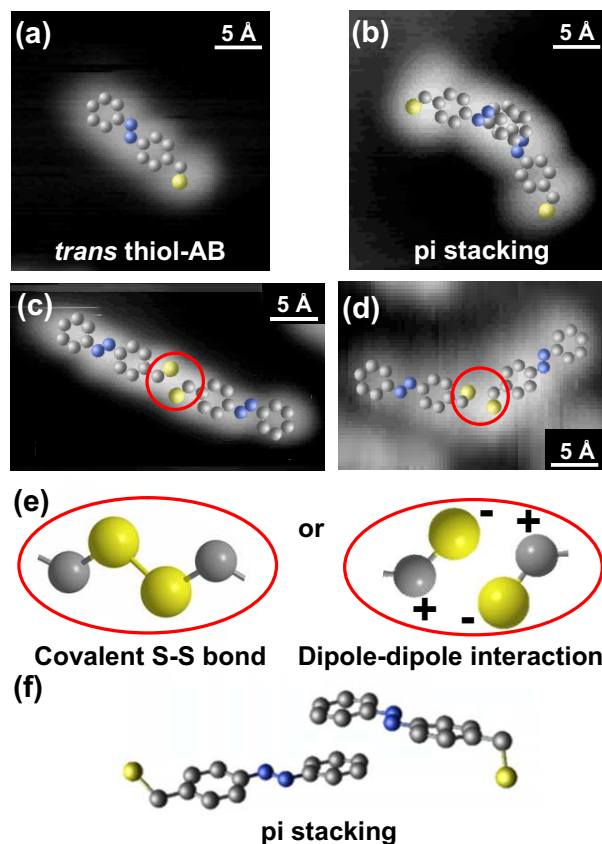 (a)
5 Å
trans thiol-AB
(b)
5 Å
pi stacking
(c)
5 Å
(d)
5 Å
(e)
Covalent S-S bond
or
- +
+ -
Dipole-dipole interaction
(f)
pi stacking